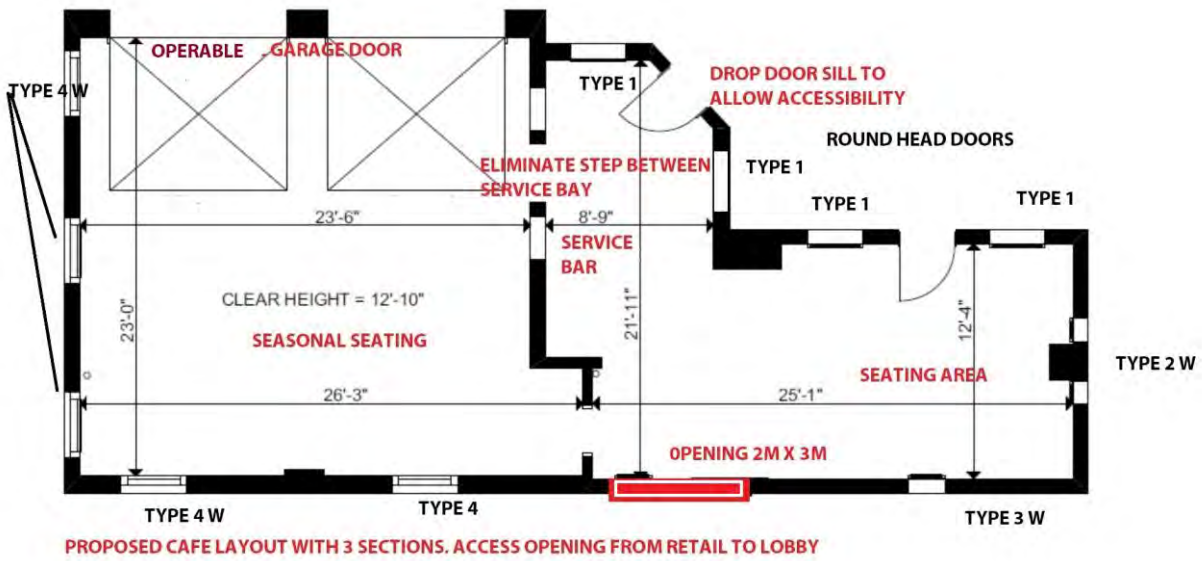 OPERABLE . GARAGE DOOR
TYPE 4 W
TYPE 1
DROP DOOR SILL TO
ALLOW ACCESSIBILITY
ROUND HEAD DOORS
ELIMINATE STEP BETWEEN
SERVICE BAY
TYPE 1
TYPE 1
TYPE 1
23'-6"
8'-9"
SERVICE
BAR
CLEAR HEIGHT = 12'-10"
23'-0"
21'-11"
12'-4"
SEASONAL SEATING
TYPE 2 W
SEATING AREA
26'-3"
25'-1"
OPENING 2M X 3M
TYPE 4 W
TYPE 4
TYPE 3 W
PROPOSED CAFE LAYOUT WITH 3 SECTIONS. ACCESS OPENING FROM RETAIL TO LOBBY